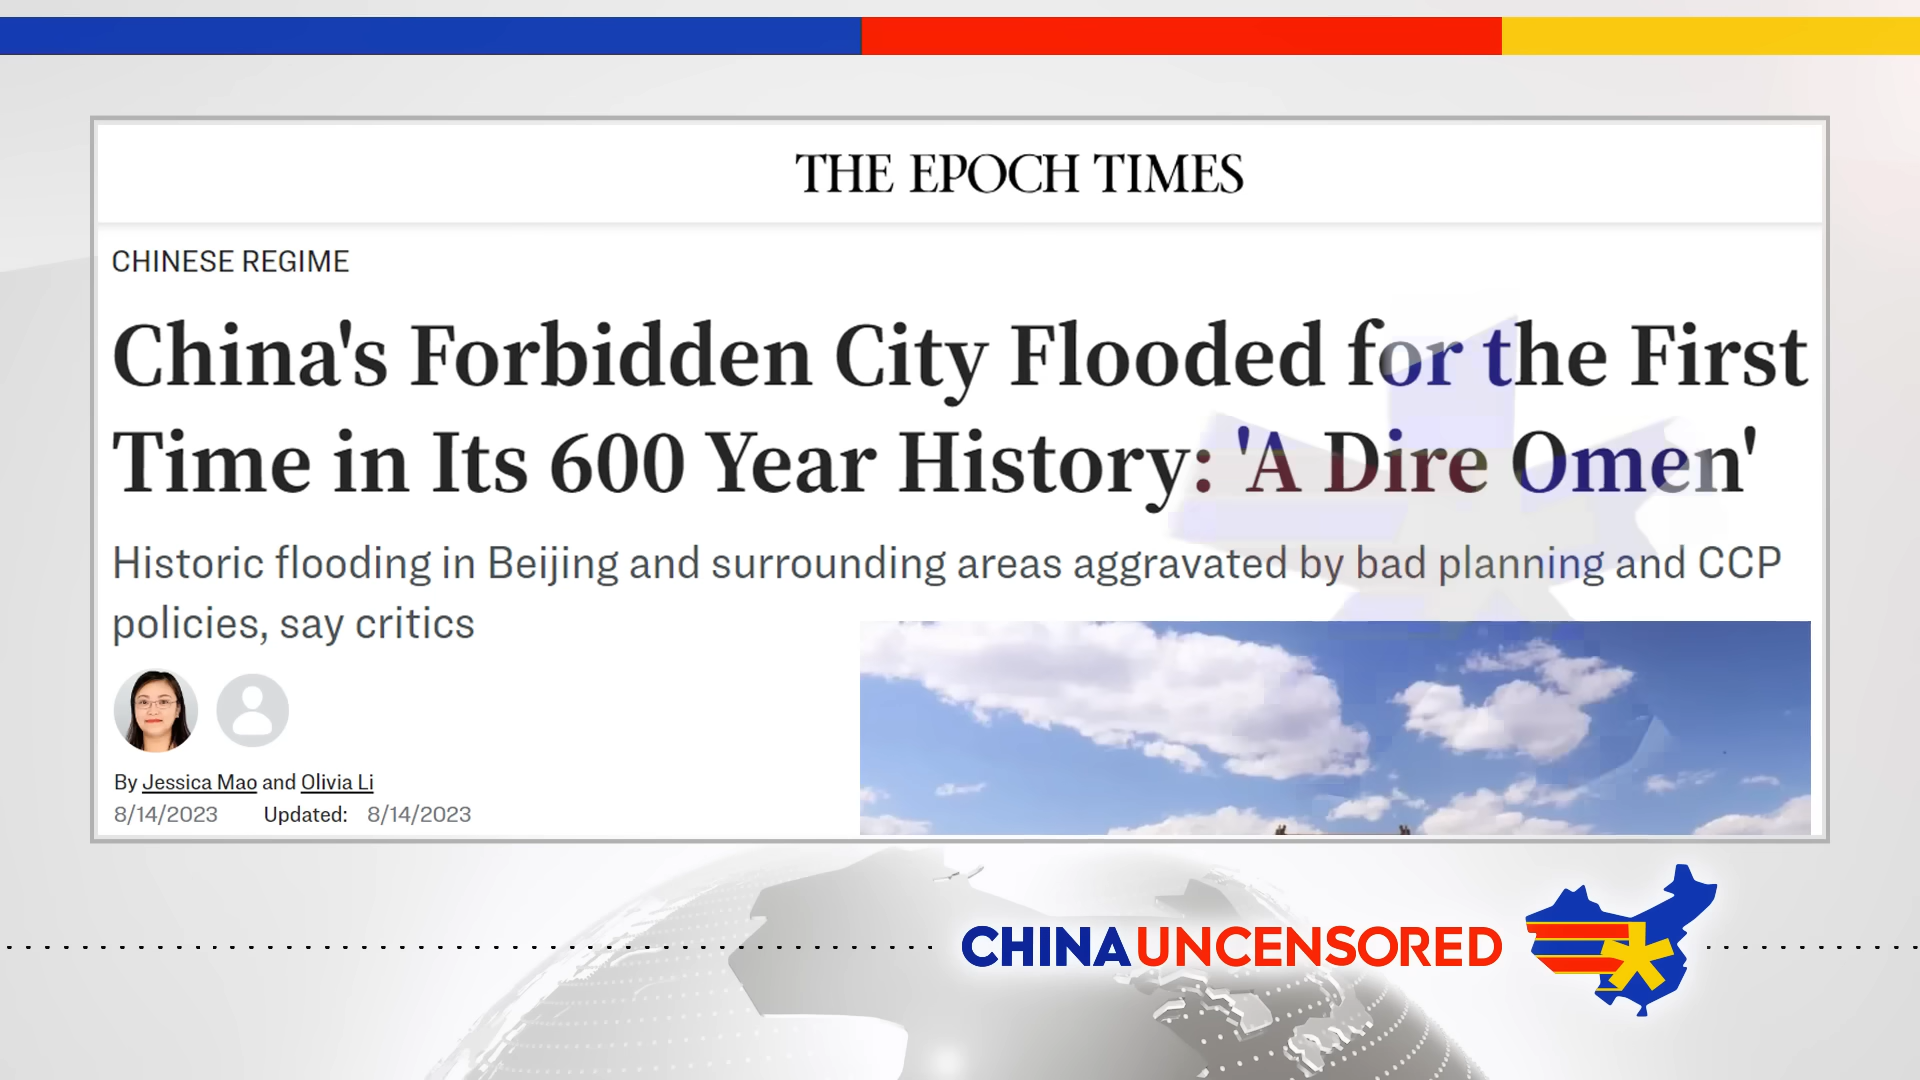 THE EPOCH TIMES
CHINESE REGIME
China's Forbidden City Flooded for the First
Time in Its 600 Year History: 'A Dire Omen'
Historic flooding in Beijing and surrounding areas aggravated by bad planning and CCP
policies, say critics
By Jessica Mao and Olivia Li
8/14/2023 Updated: 8/14/2023
CHINA UNCENSORED